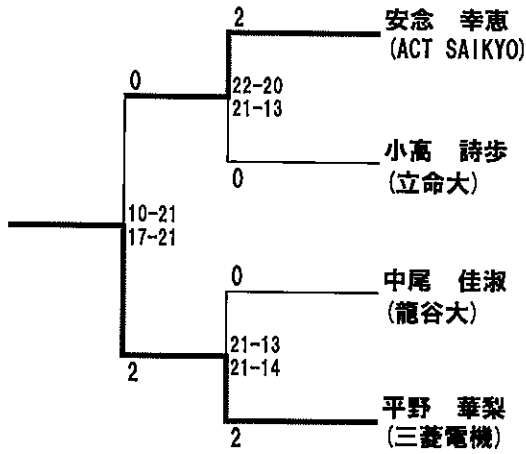 2
安念 幸恵
(ACT SAIKYO)
0
22-20
21-13
小高 詩歩
(立命大)
0
10-21
17-21
0
中尾 佳淑
(龍谷大)
21-13
21-14
2
平野 華梨
(三菱電機)
2